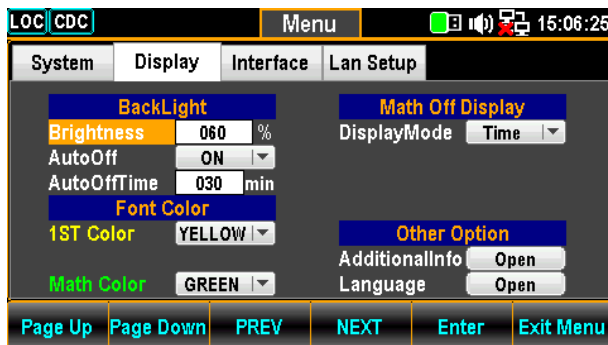 LOC CDC Menu 15:06:25
System Display Interface Lan Setup
BackLight
Brightness 060 %
AutoOff ON
AutoOffTime 030 min
Font Color
1ST Color YELLOW
Math Color GREEN
Math Off Display
DisplayMode Time
Other Option
AdditionalInfo Open
Language Open
Page Up Page Down PREV NEXT Enter Exit Menu